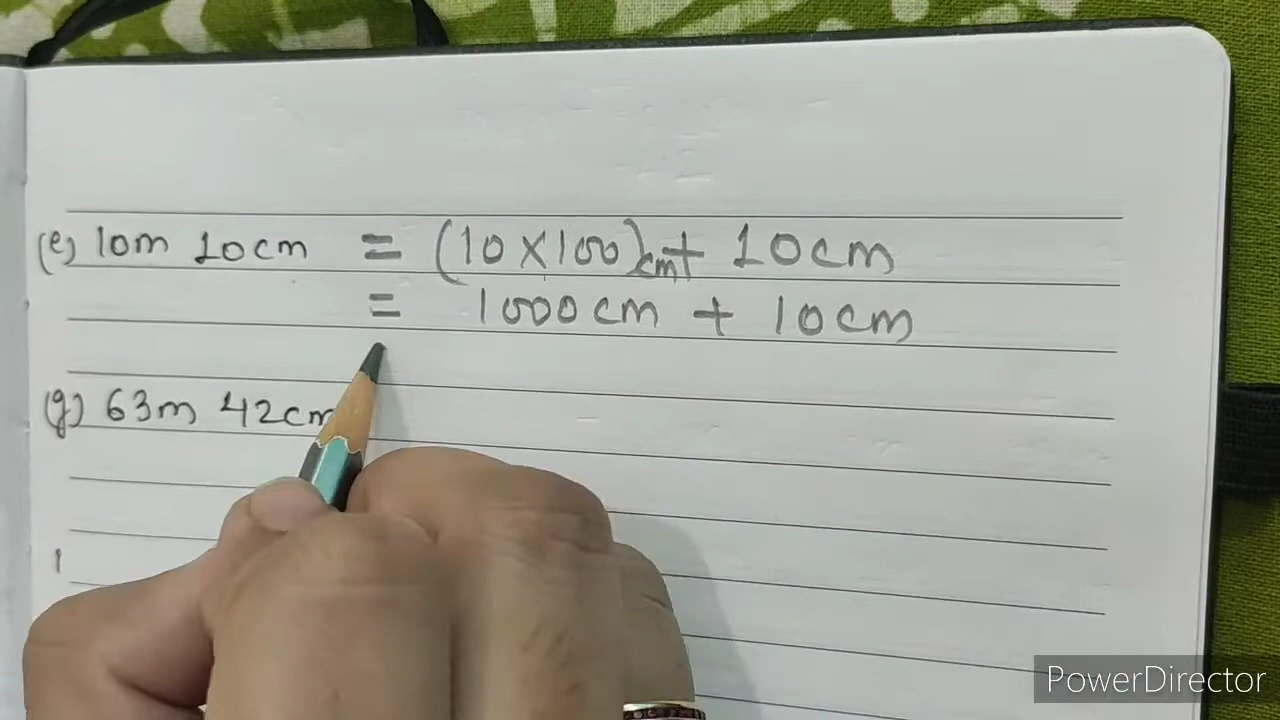 (e) 10m 10cm = (10 X 100)cm + 10cm
= 1000cm + 10cm
(g) 63m 42cm
PowerDirector